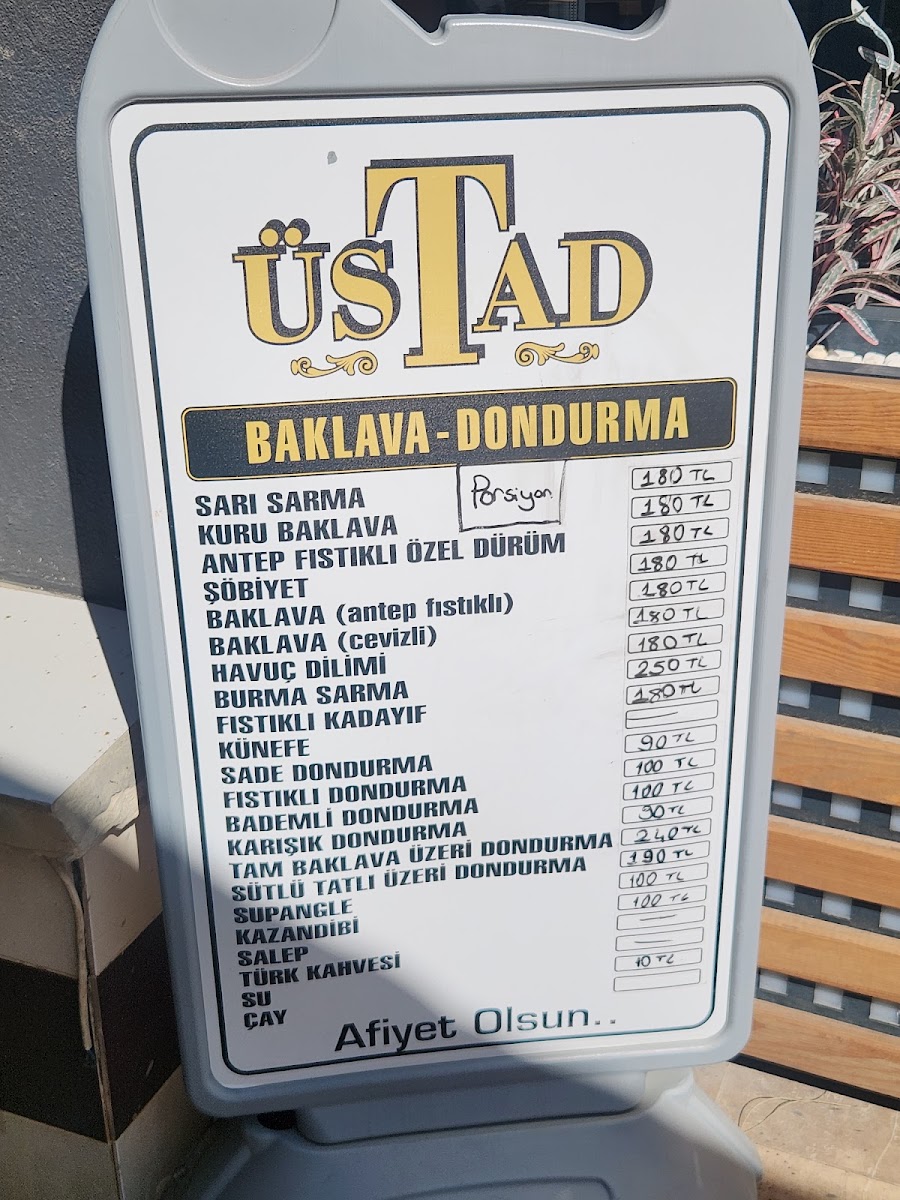 ÜSTAD
BAKLAVA - DONDURMA
Porsiyon
SARI SARMA 180 TL
KURU BAKLAVA 180 TL
ANTEP FISTIKLI ÖZEL DÜRÜM 180 TL
ŞÖBİYET 180 TL
BAKLAVA (antep fıstıklı) 180 TL
BAKLAVA (cevizli) 180 TL
HAVUÇ DİLİMİ 180 TL
BURMA SARMA 250 TL
FISTIKLI KADAYIF 180 TL
KÜNEFE —
SADE DONDURMA 90 TL
FISTIKLI DONDURMA 100 TL
BADEMLİ DONDURMA 100 TL
KARIŞIK DONDURMA 90 TL
TAM BAKLAVA ÜZERİ DONDURMA 240 TL
SÜTLÜ TATLI ÜZERİ DONDURMA 190 TL
SUPANGLE 100 TL
KAZANDİBİ 100 TL
SALEP —
TÜRK KAHVESİ —
SU 10 TL
ÇAY
Afiyet Olsun..